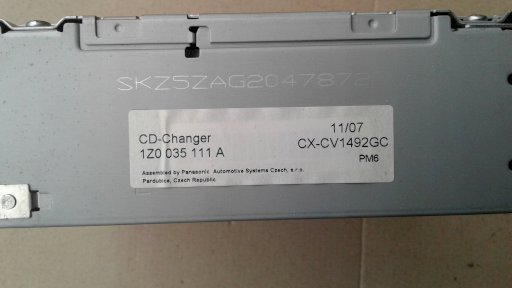 SKZ5ZAG2047872
11/07
CD-Changer CX-CV1492GC
1Z0 035 111 A
PM6
Assembled by Panasonic Automotive Systems Czech, s.r.o.
Pardubice, Czech Republic